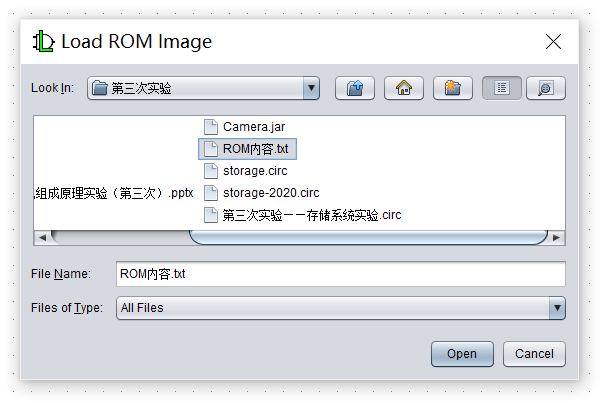 Load ROM Image
Look In: 第三次实验
Camera.jar
ROM内容.txt
storage.circ
组成原理实验（第三次）.pptx storage-2020.circ
第三次实验——存储系统实验.circ
File Name: ROM内容.txt
Files of Type: All Files
Open Cancel